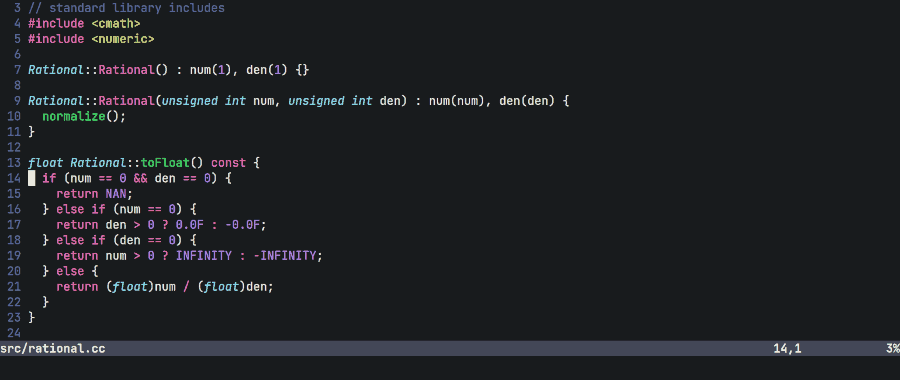 3 // standard library includes
4 #include <cmath>
5 #include <numeric>
6
7 Rational::Rational() : num(1), den(1) {}
8
9 Rational::Rational(unsigned int num, unsigned int den) : num(num), den(den) {
10   normalize();
11 }
12
13 float Rational::toFloat() const {
14   if (num == 0 && den == 0) {
15     return NAN;
16   } else if (num == 0) {
17     return den > 0 ? 0.0F : -0.0F;
18   } else if (den == 0) {
19     return num > 0 ? INFINITY : -INFINITY;
20   } else {
21     return (float)num / (float)den;
22   }
23 }
24
src/rational.cc 14,1 3%